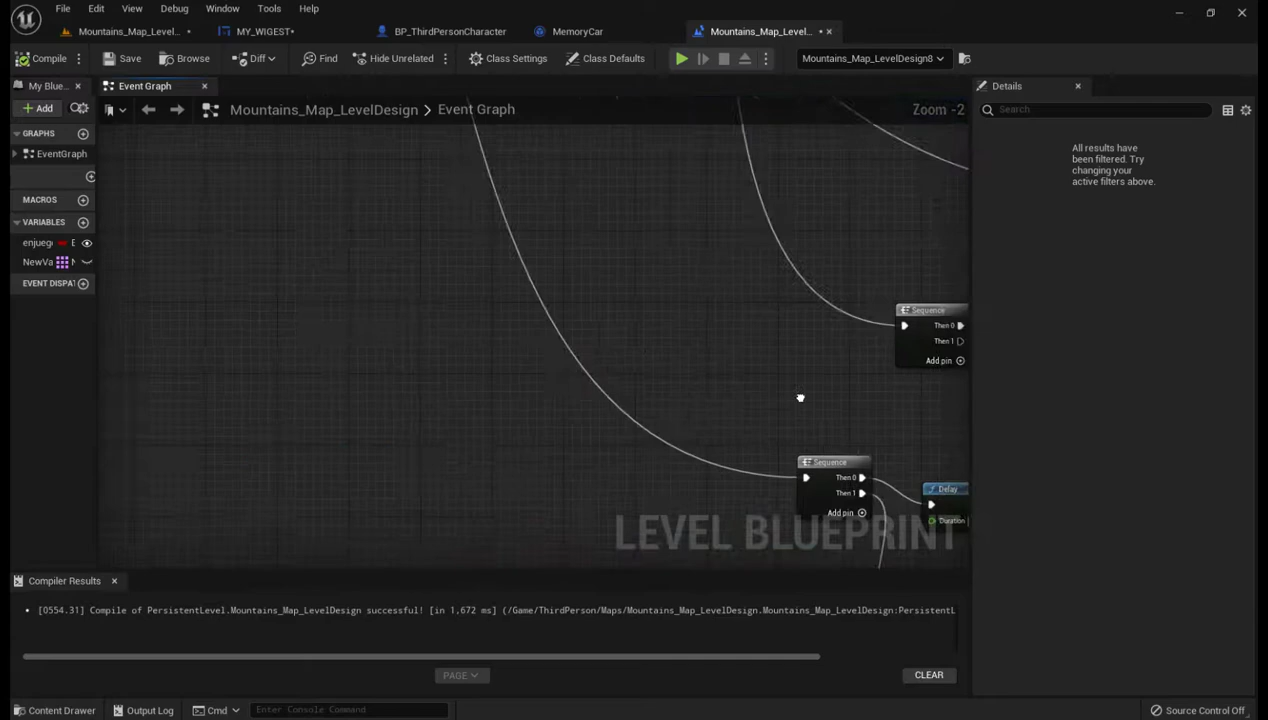 File Edit View Debug Window Tools Help
Mountains_Map_Level... MY_WIGEST* BP_ThirdPersonCharacter MemoryCar Mountains_Map_Level...
Compile Save Browse Diff Find Hide Unrelated Class Settings Class Defaults Mountains_Map_LevelDesign8
My Blue... Event Graph Details
Add Mountains_Map_LevelDesign > Event Graph Zoom -2 Search
GRAPHS
EventGraph
MACROS
VARIABLES
enjueg
NewVa
EVENT DISPAT
All results have
been filtered. Try
changing your
active filters above.
Sequence
Then 0
Then 1
Add pin
Sequence
Then 0
Then 1
Add pin
Delay
Duration
LEVEL BLUEPRINT
Compiler Results
[0554.31] Compile of PersistentLevel.Mountains_Map_LevelDesign successful! [in 1,672 ms] (/Game/ThirdPerson/Maps/Mountains_Map_LevelDesign.Mountains_Map_LevelDesign:PersistentL
PAGE CLEAR
Content Drawer Output Log Cmd Enter Console Command Source Control Off